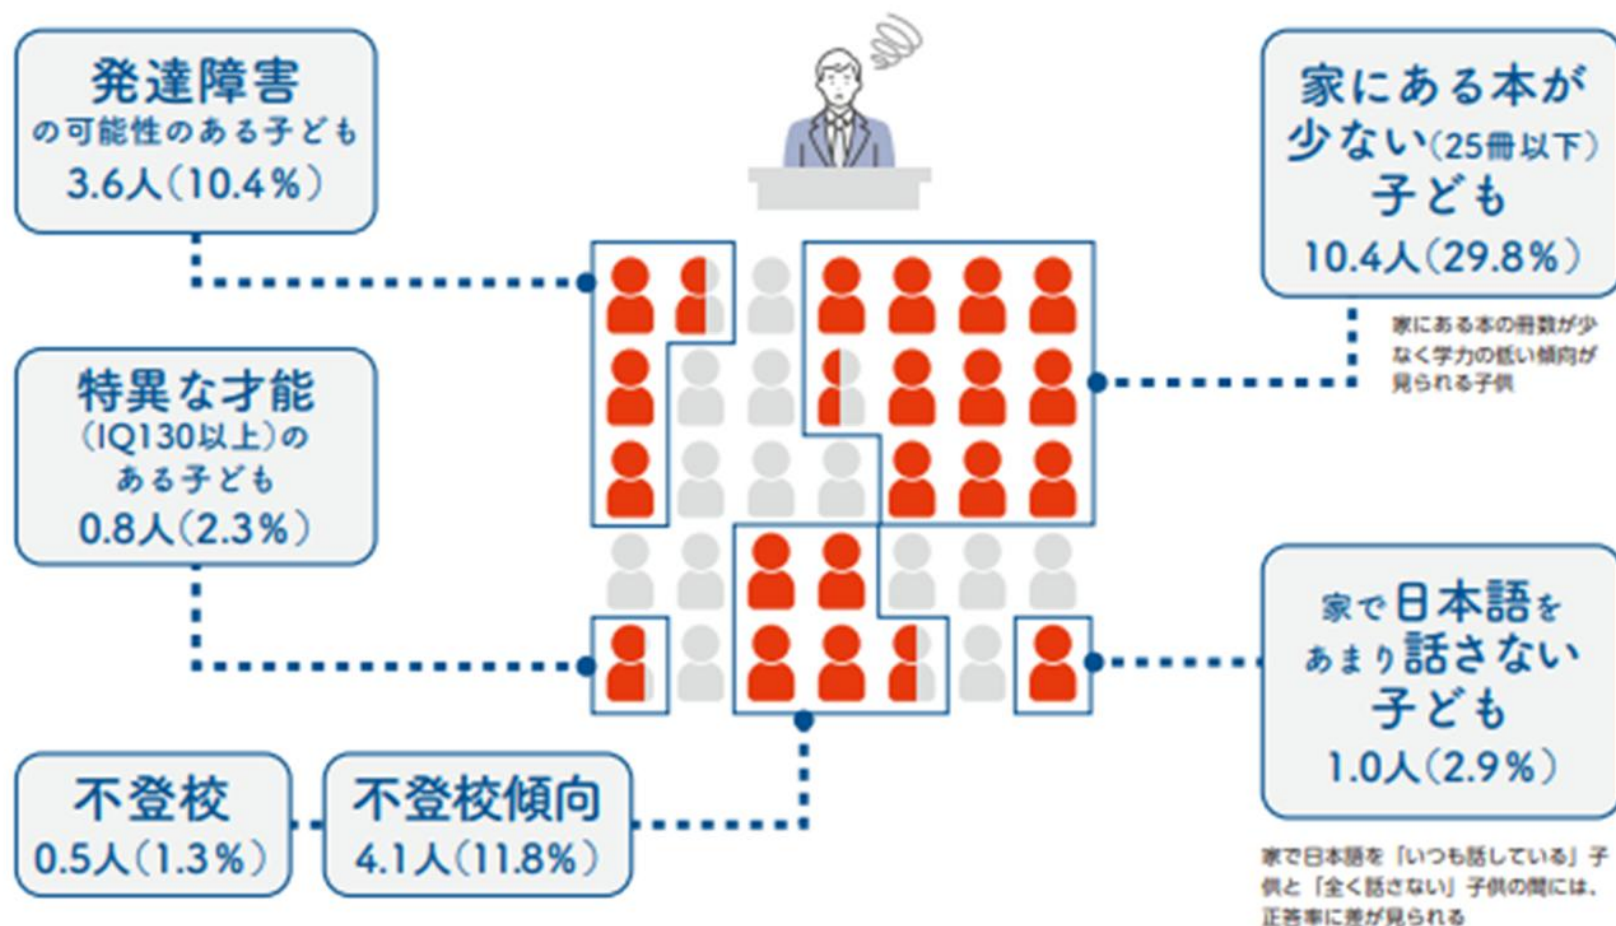 発達障害
の可能性のある子ども
3.6人(10.4%)
特異な才能
(IQ130以上)の
ある子ども
0.8人(2.3%)
不登校
0.5人(1.3%)
不登校傾向
4.1人(11.8%)
家にある本が
少ない(25冊以下)
子ども
10.4人(29.8%)
家にある本の冊数が少
なく学力の低い傾向が
見られる子供
家で日本語を
あまり話さない
子ども
1.0人(2.9%)
家で日本語を「いつも話している」子
供と「全く話さない」子供の間には、
正答率に差が見られる